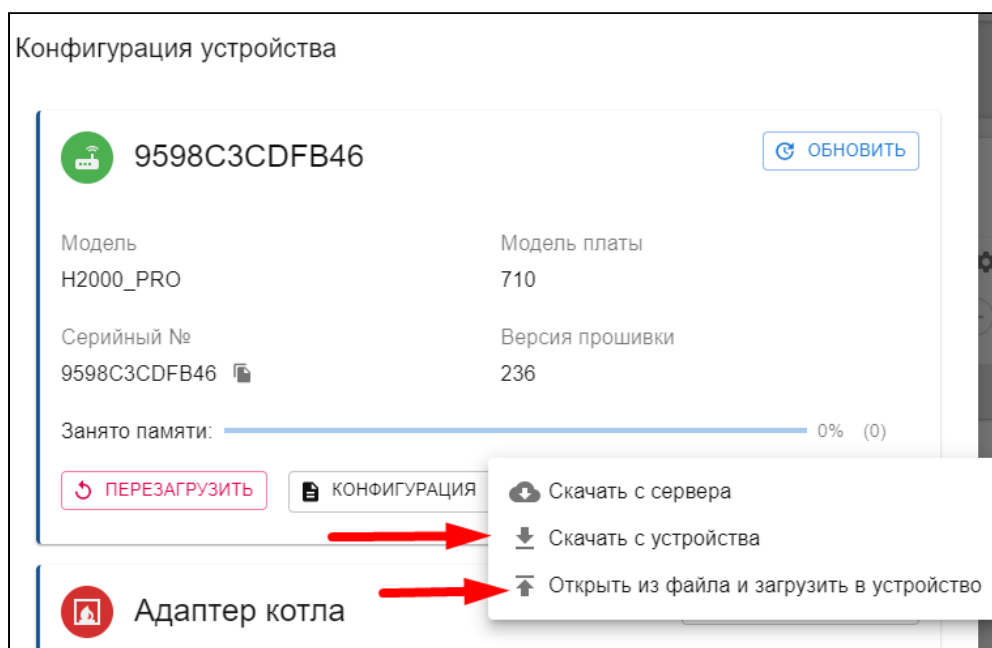 Конфигурация устройства
9598C3CDFB46
ОБНОВИТЬ
Модель
Модель платы
H2000_PRO
710
Серийный №
Версия прошивки
9598C3CDFB46
236
Занято памяти: 0% (0)
ПЕРЕЗАГРУЗИТЬ
КОНФИГУРАЦИЯ
Скачать с сервера
Скачать с устройства
Открыть из файла и загрузить в устройство
Адаптер котла